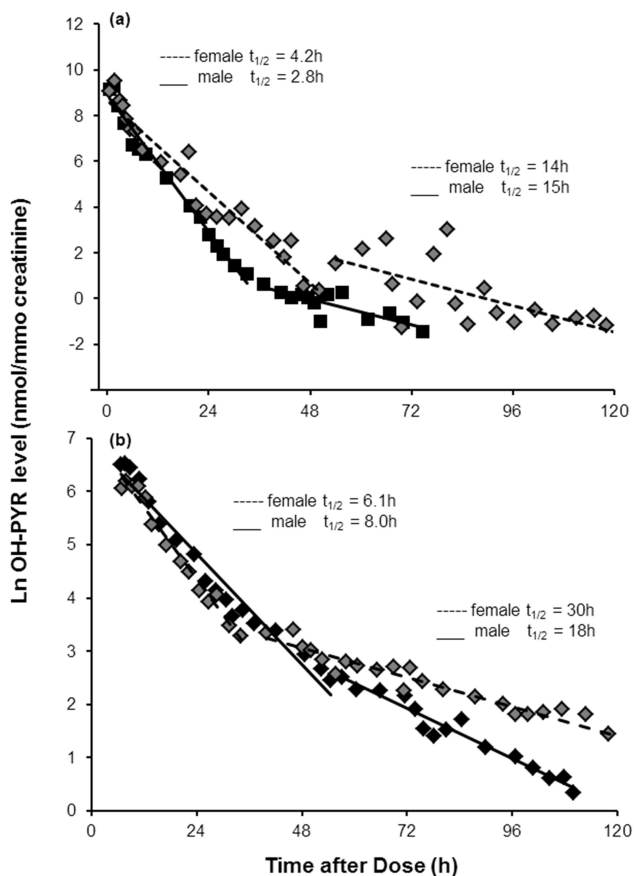 (a)
12
10
8
6
4
2
0
-2
female t1/2 = 4.2h
male t1/2 = 2.8h
female t1/2 = 14h
male t1/2 = 15h
0 24 48 72 96 120
Ln OH-PYR level (nmol/mmo creatinine)
(b)
7
6
5
4
3
2
1
0
female t1/2 = 6.1h
male t1/2 = 8.0h
female t1/2 = 30h
male t1/2 = 18h
0 24 48 72 96 120
Time after Dose (h)